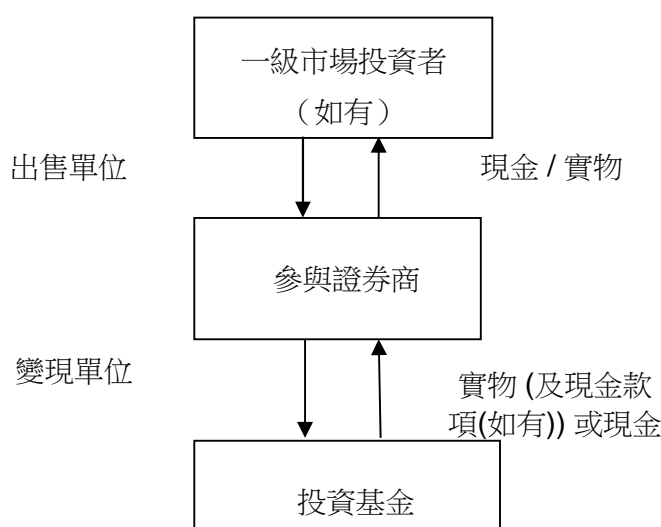 一級市場投資者
（如有）
出售單位
現金 / 實物
參與證券商
變現單位
實物 (及現金款
項(如有)) 或現金
投資基金